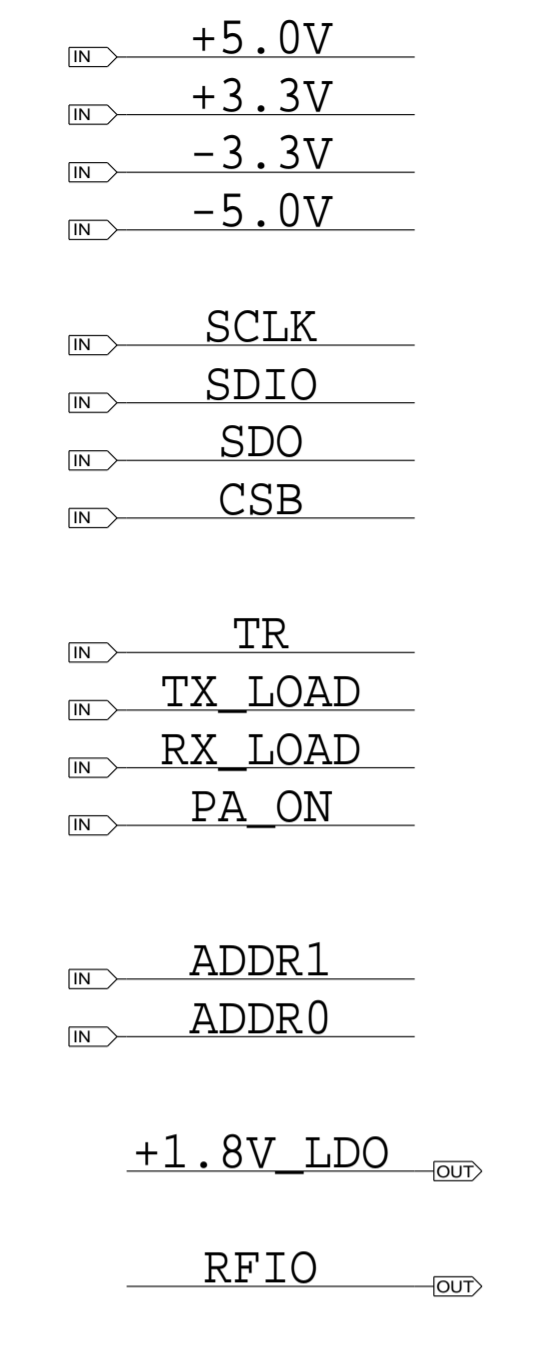 +5.0V
IN
+3.3V
IN
-3.3V
IN
-5.0V
IN
SCLK
IN
SDIO
IN
SDO
IN
CSB
IN
TR
IN
TX_LOAD
IN
RX_LOAD
IN
PA_ON
IN
ADDR1
IN
ADDR0
IN
+1.8V_LDO
OUT
RFIO
OUT